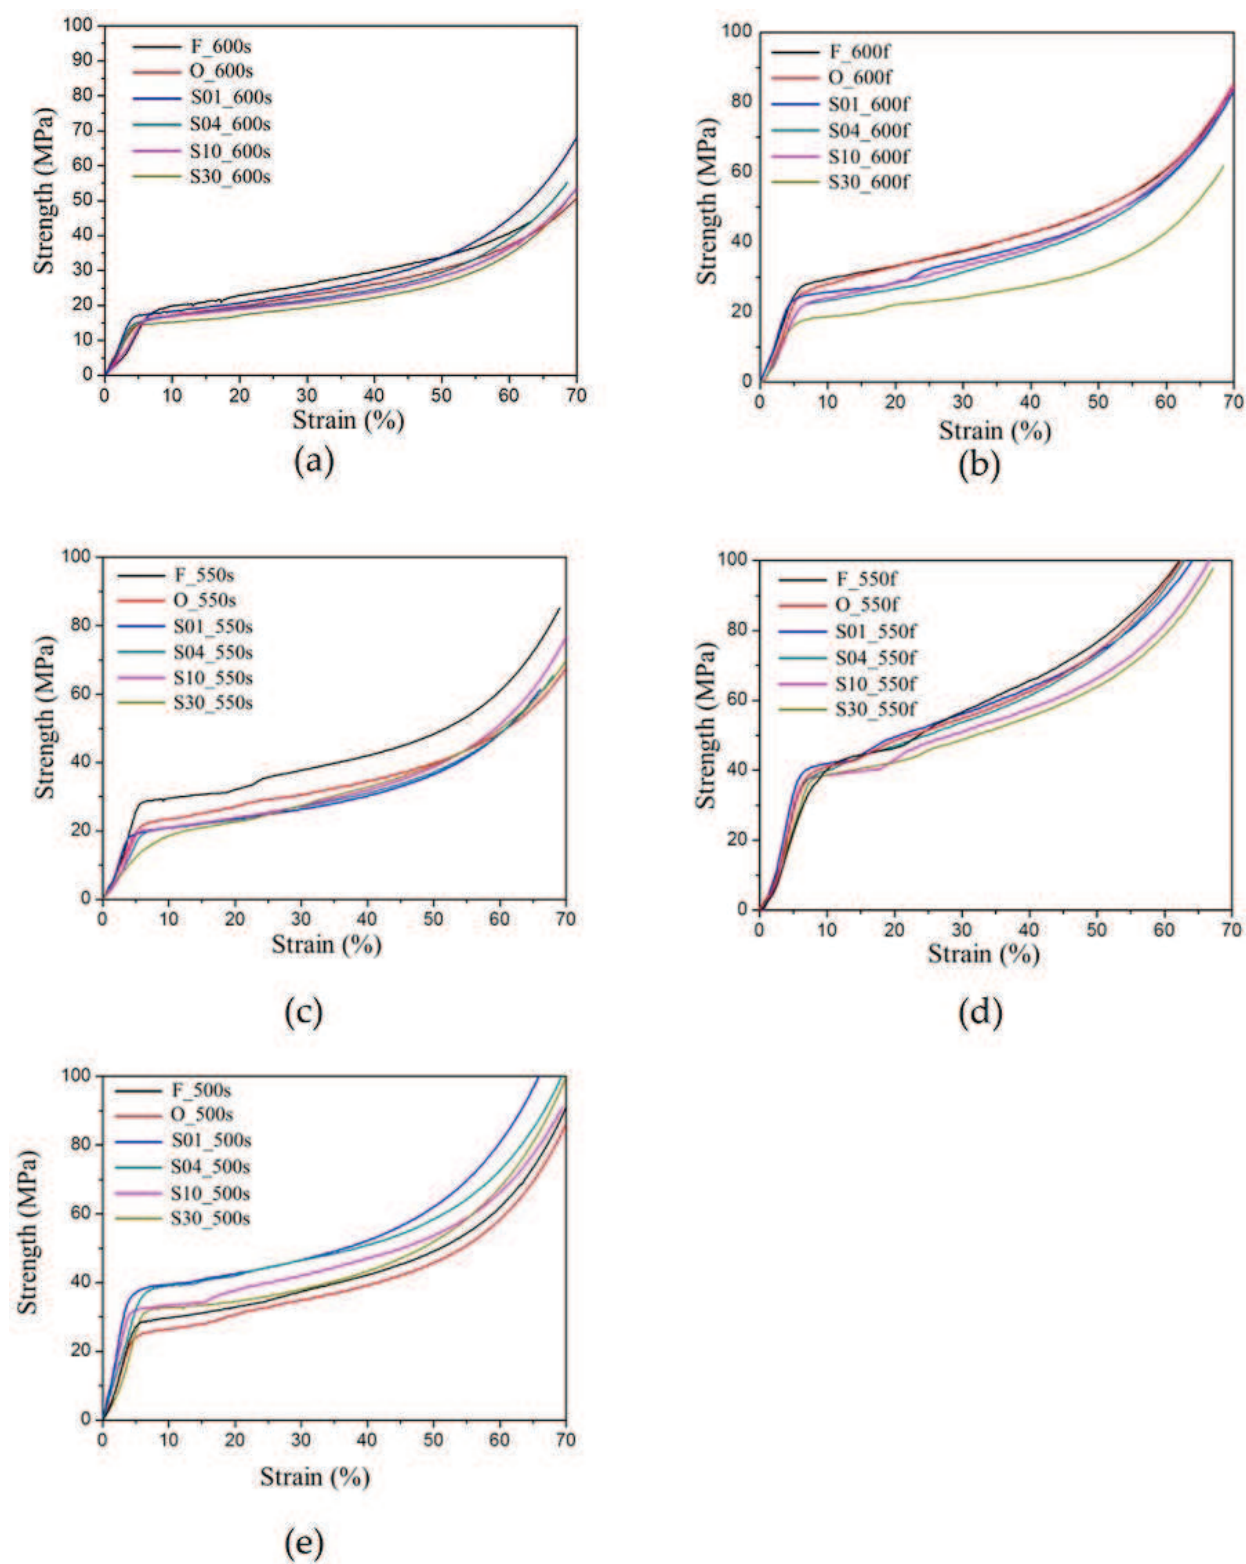 100
90
80
70
60
50
40
30
20
10
0
Strength (MPa)
F_600s
O_600s
S01_600s
S04_600s
S10_600s
S30_600s
0 10 20 30 40 50 60 70
Strain (%)
(a)
100
80
60
40
20
0
Strength (MPa)
F_600f
O_600f
S01_600f
S04_600f
S10_600f
S30_600f
0 10 20 30 40 50 60 70
Strain (%)
(b)
100
80
60
40
20
0
Strength (MPa)
F_550s
O_550s
S01_550s
S04_550s
S10_550s
S30_550s
0 10 20 30 40 50 60 70
Strain (%)
(c)
100
80
60
40
20
0
Strength (MPa)
F_550f
O_550f
S01_550f
S04_550f
S10_550f
S30_550f
0 10 20 30 40 50 60 70
Strain (%)
(d)
100
80
60
40
20
0
Strength (MPa)
F_500s
O_500s
S01_500s
S04_500s
S10_500s
S30_500s
0 10 20 30 40 50 60 70
Strain (%)
(e)